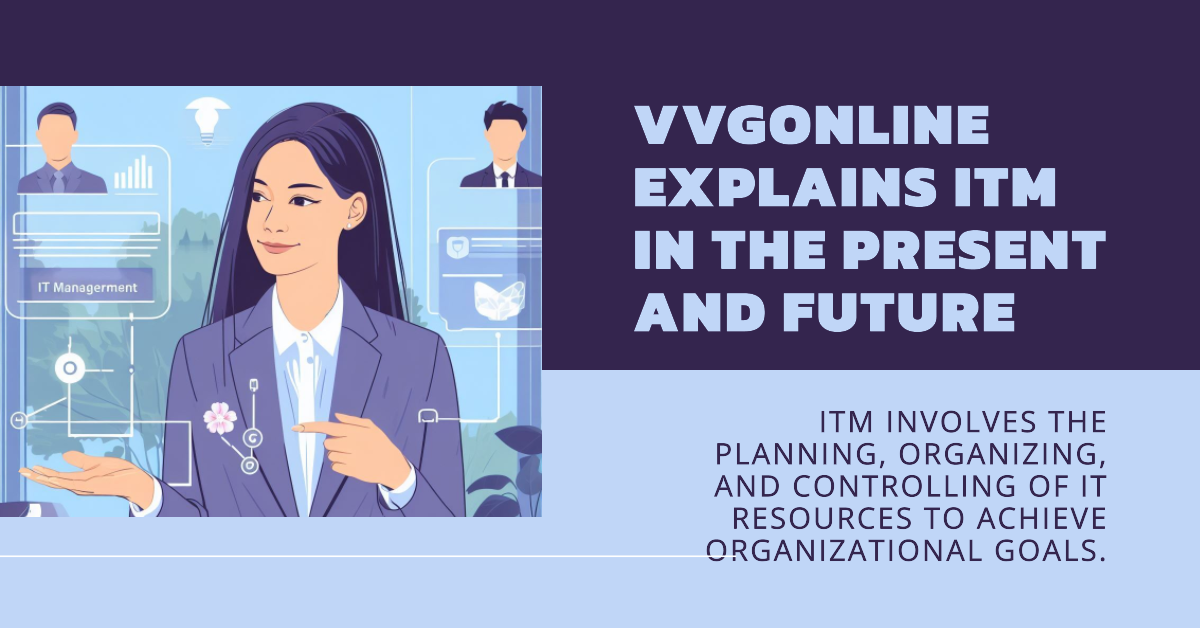 IT Managerment
VVGONLINE
EXPLAINS ITM
IN THE PRESENT
AND FUTURE
ITM INVOLVES THE
PLANNING, ORGANIZING,
AND CONTROLLING OF IT
RESOURCES TO ACHIEVE
ORGANIZATIONAL GOALS.